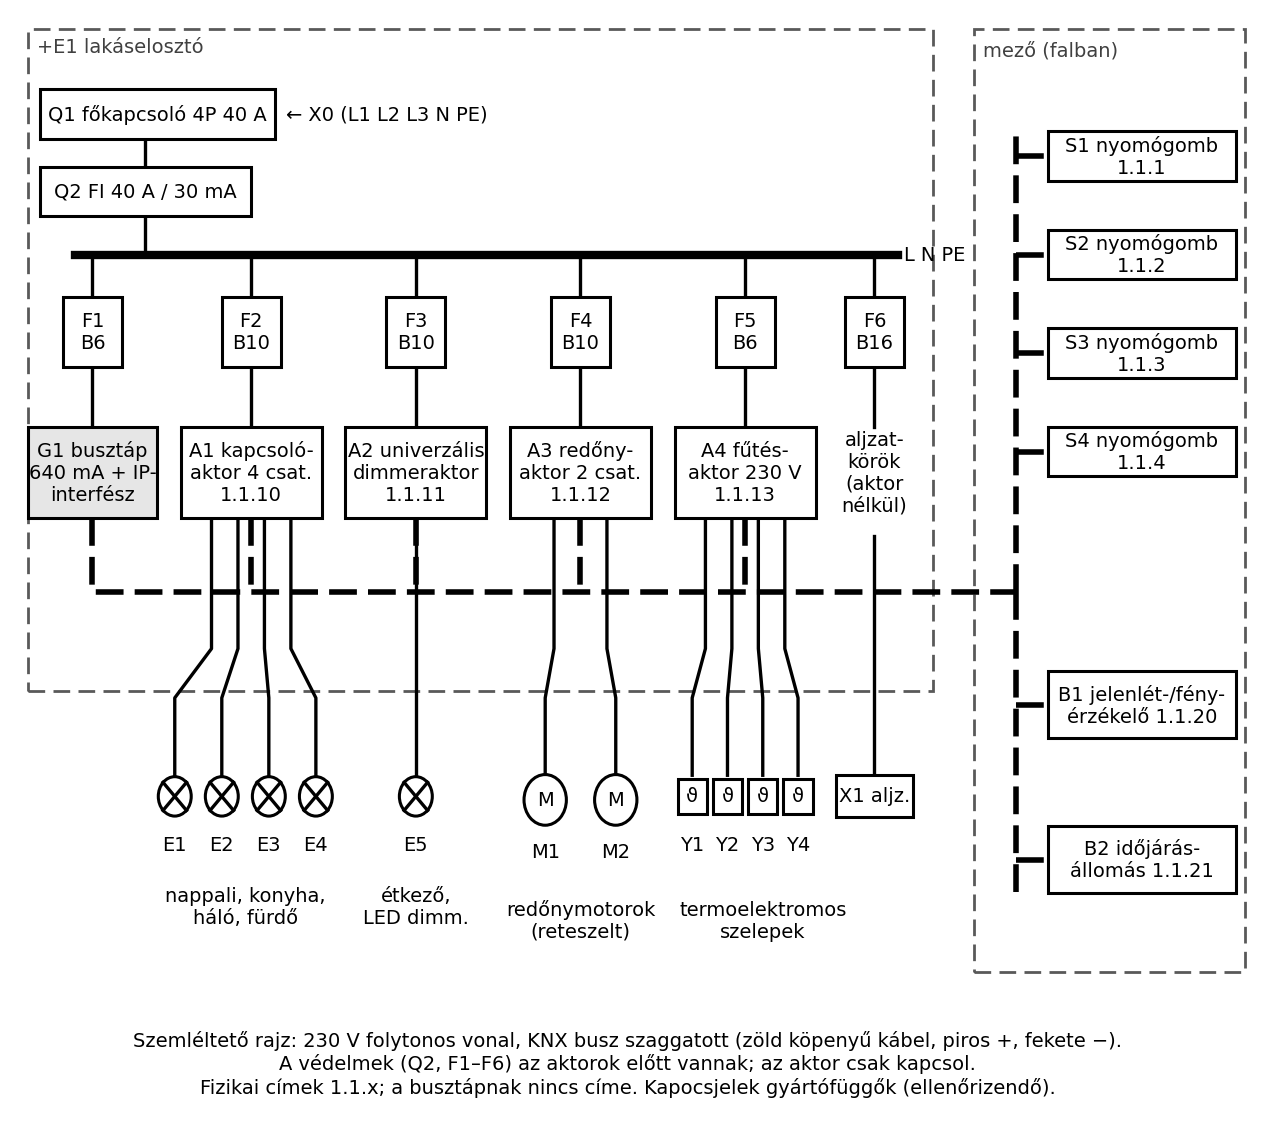 +E1 lakáselosztó
mező (falban)
Q1 főkapcsoló 4P 40 A
← X0 (L1 L2 L3 N PE)
Q2 FI 40 A / 30 mA
L N PE
S1 nyomógomb
1.1.1
S2 nyomógomb
1.1.2
S3 nyomógomb
1.1.3
S4 nyomógomb
1.1.4
F1
B6
F2
B10
F3
B10
F4
B10
F5
B6
F6
B16
G1 busztáp
640 mA + IP-
interfész
A1 kapcsoló-
aktor 4 csat.
1.1.10
A2 univerzális
dimmeraktor
1.1.11
A3 redőny-
aktor 2 csat.
1.1.12
A4 fűtés-
aktor 230 V
1.1.13
aljzat-
körök
(aktor
nélkül)
B1 jelenlét-/fény-
érzékelő 1.1.20
B2 időjárás-
állomás 1.1.21
M
M
ϑ
ϑ
ϑ
ϑ
X1 aljz.
E1
E2
E3
E4
E5
M1
M2
Y1
Y2
Y3
Y4
nappali, konyha,
háló, fürdő
étkező,
LED dimm.
redőnymotorok
(reteszelt)
termoelektromos
szelepek
Szemléltető rajz: 230 V folytonos vonal, KNX busz szaggatott (zöld köpenyű kábel, piros +, fekete −).
A védelmek (Q2, F1–F6) az aktorok előtt vannak; az aktor csak kapcsol.
Fizikai címek 1.1.x; a busztápnak nincs címe. Kapocsjelek gyártófüggők (ellenőrizendő).